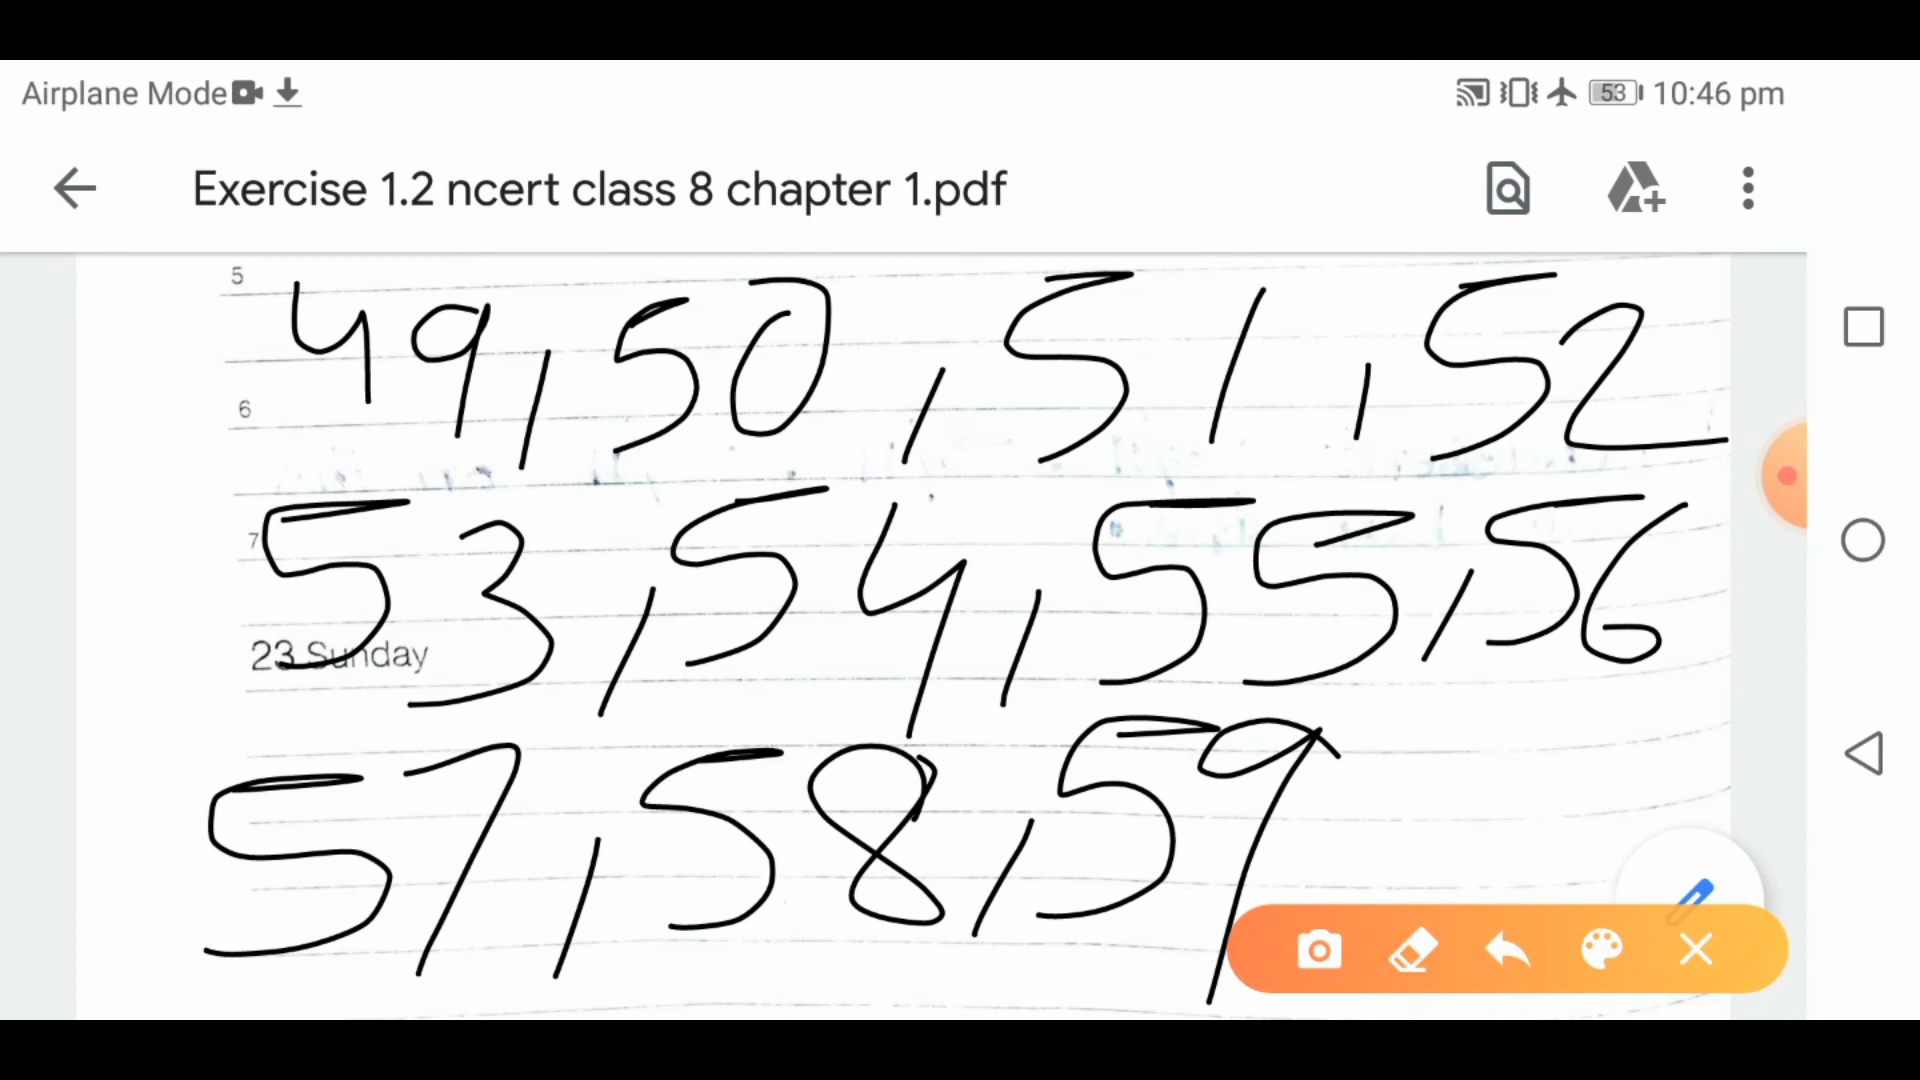 Airplane Mode 53 10:46 pm
Exercise 1.2 ncert class 8 chapter 1.pdf
5
49, 50, 51, 52
6
7
53, 54, 55, 56
23 Sunday
57, 58, 59